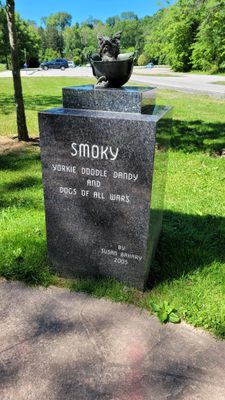 SMOKY
YORKIE DOODLE DANDY
AND
DOGS OF ALL WARS
BY
SUSAN BAHARY
2005